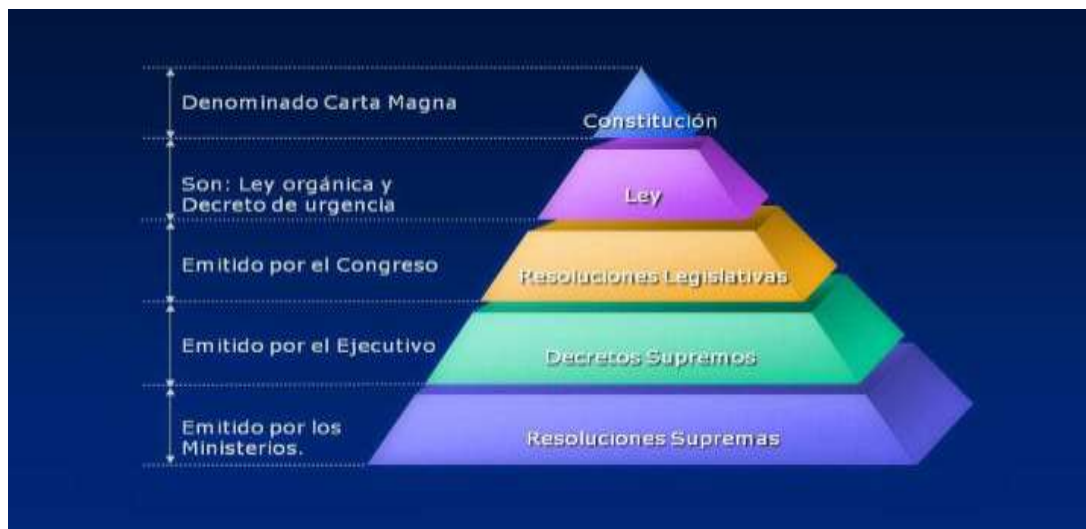 Denominado Carta Magna
Constitución
Son: Ley orgánica y
Decreto de urgencia
Ley
Emitido por el Congreso
Resoluciones Legislativas
Emitido por el Ejecutivo
Decretos Supremos
Emitido por los
Ministerios.
Resoluciones Supremas